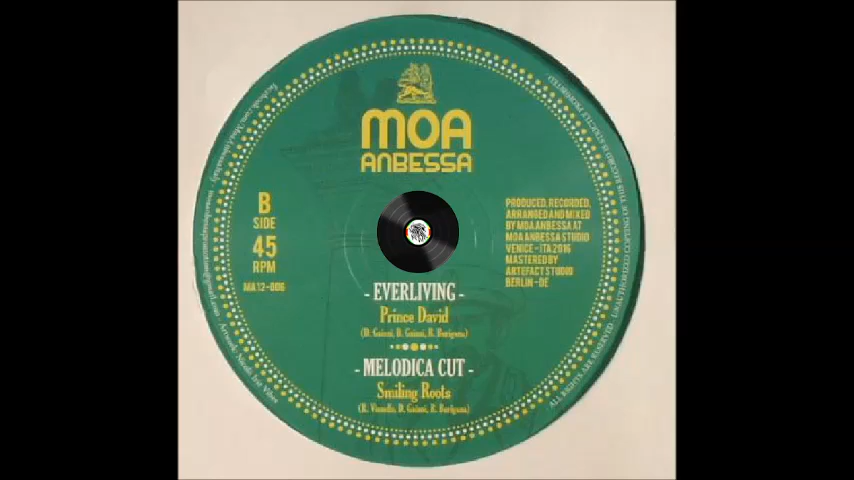 MOA
ANBESSA
B
SIDE
45
RPM
MA12-006
PRODUCED, RECORDED,
ARRANGED AND MIXED
BY MOA ANBESSA AT
MOA ANBESSA STUDIO
VENICE - ITA 2016
MASTERED BY
ARTEFACT STUDIO
BERLIN - DE
- EVERLIVING -
Prince David
- MELODICA CUT -
Smiling Roots